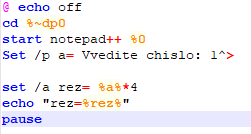 @ echo off
cd %~dp0
start notepad++ %0
Set /p a= Vvedite chislo: 1^>
set /a rez= %a%*4
echo "rez=%rez%"
pause